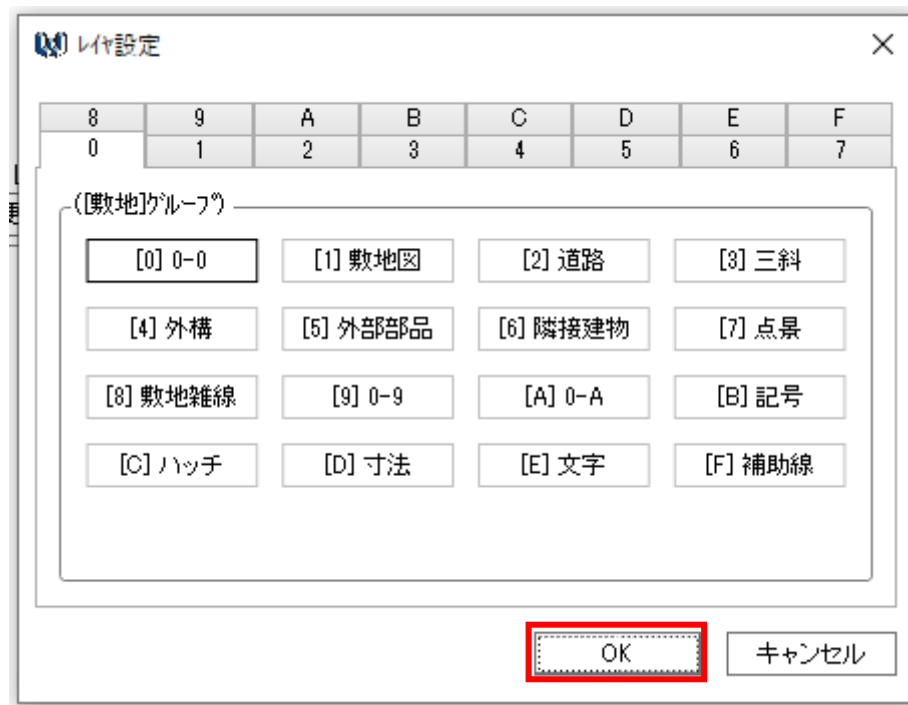 ﾚｲﾔ設定
8 9 A B C D E F
0 1 2 3 4 5 6 7
([敷地]ｸﾞﾙｰﾌﾟ)
[0] 0-0 [1] 敷地図 [2] 道路 [3] 三斜
[4] 外構 [5] 外部部品 [6] 隣接建物 [7] 点景
[8] 敷地雑線 [9] 0-9 [A] 0-A [B] 記号
[C] ハッチ [D] 寸法 [E] 文字 [F] 補助線
OK キャンセル